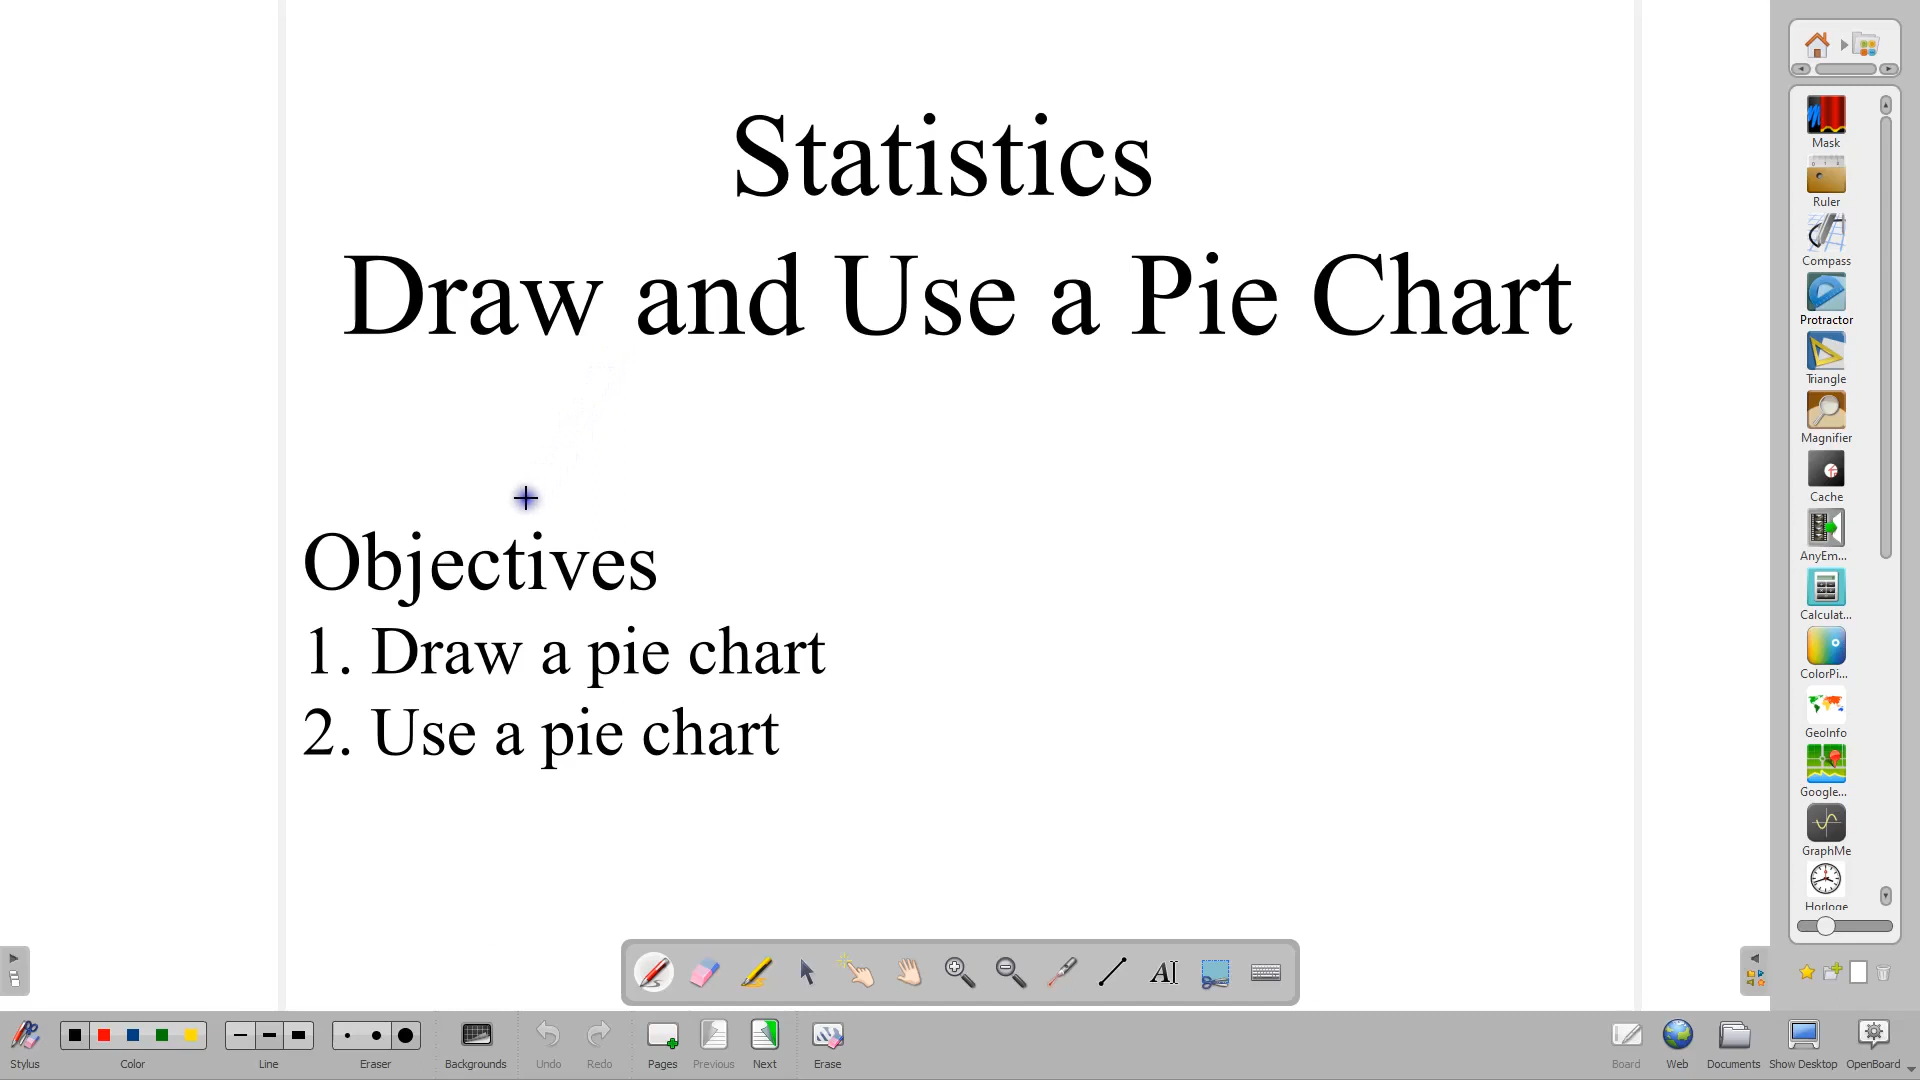 Statistics
Draw and Use a Pie Chart
Objectives
1. Draw a pie chart
2. Use a pie chart
Mask
Ruler
Compass
Protractor
Triangle
Magnifier
Cache
AnyEm...
Calculat...
ColorPi...
GeoInfo
Google...
GraphMe
Horloge
Stylus
Color
Line
Eraser
Backgrounds
Undo
Redo
Pages
Previous
Next
Erase
Board
Web
Documents
Show Desktop
OpenBoard